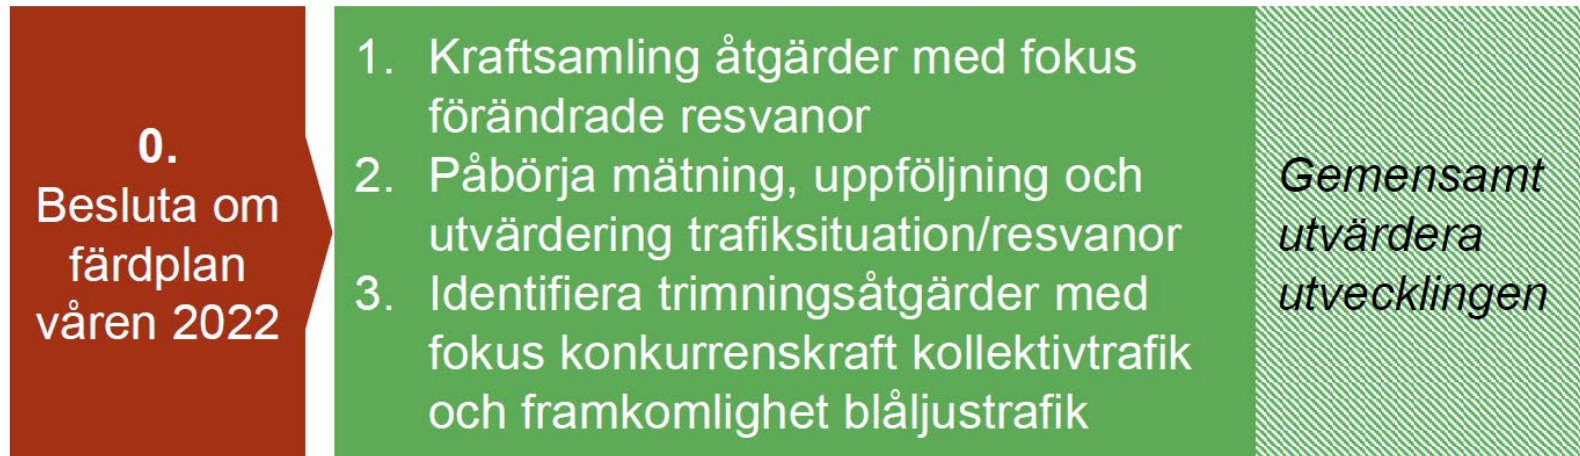 0.
Besluta om
färdplan
våren 2022
1. Kraftsamling åtgärder med fokus
förändrade resvanor
2. Påbörja mätning, uppföljning och
utvärdering trafiksituation/resvanor
3. Identifiera trimningsåtgärder med
fokus konkurrenskraft kollektivtrafik
och framkomlighet blåljustrafik
Gemensamt
utvärdera
utvecklingen